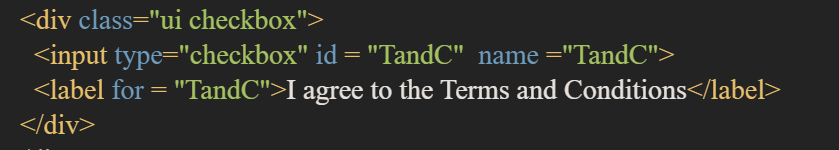 <div class="ui checkbox">
<input type="checkbox" id = "TandC"  name ="TandC">
<label for = "TandC">I agree to the Terms and Conditions</label>
</div>